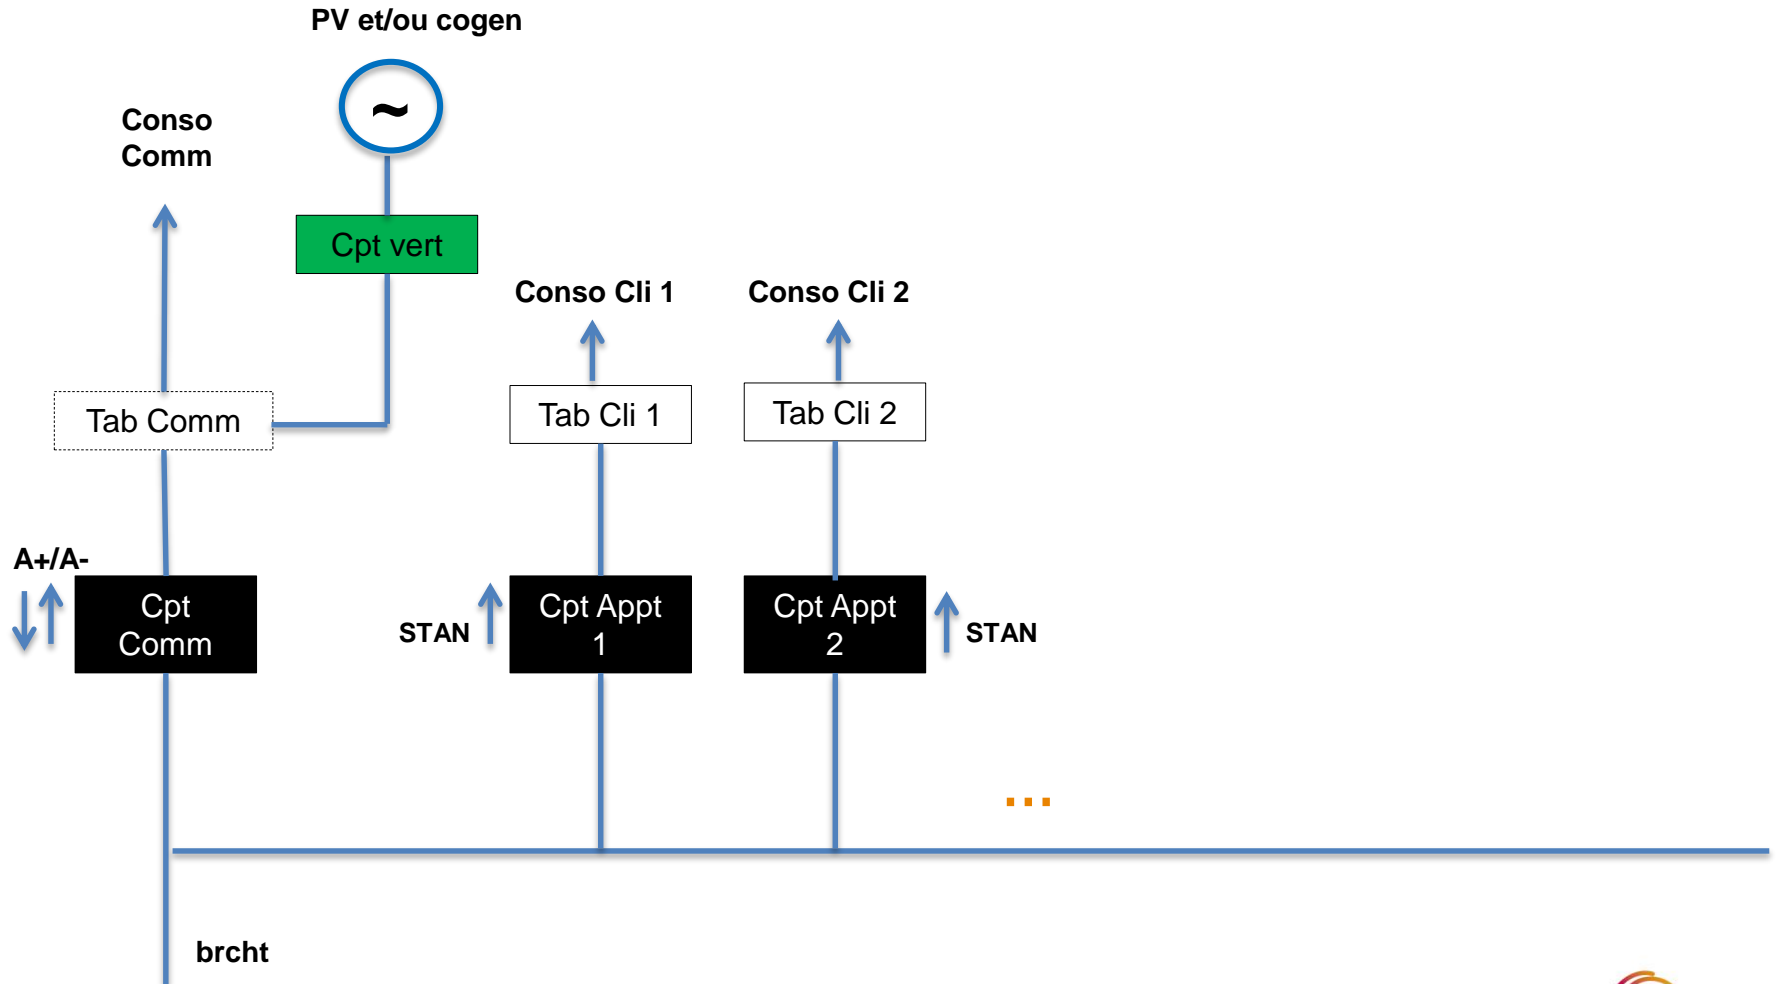 PV et/ou cogen
~
Conso
Comm
Cpt vert
Conso Cli 1
Conso Cli 2
Tab Comm
Tab Cli 1
Tab Cli 2
A+/A-
Cpt
Comm
STAN
Cpt Appt
1
Cpt Appt
2
STAN
...
brcht